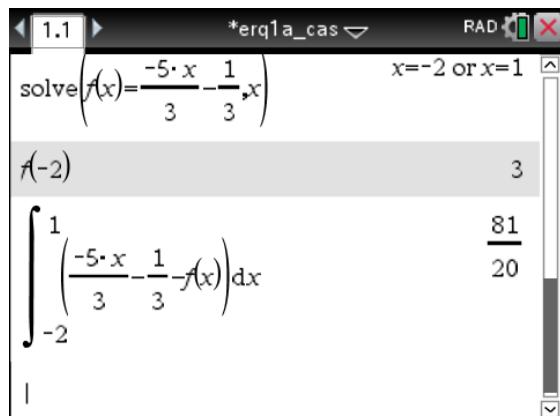 1.1 *erq1a_cas RAD
solve(f(x)=-5·x/3-1/3,x) x=-2 or x=1
f(-2) 3
∫_-2^1 (-5·x/3-1/3-f(x))dx 81/20